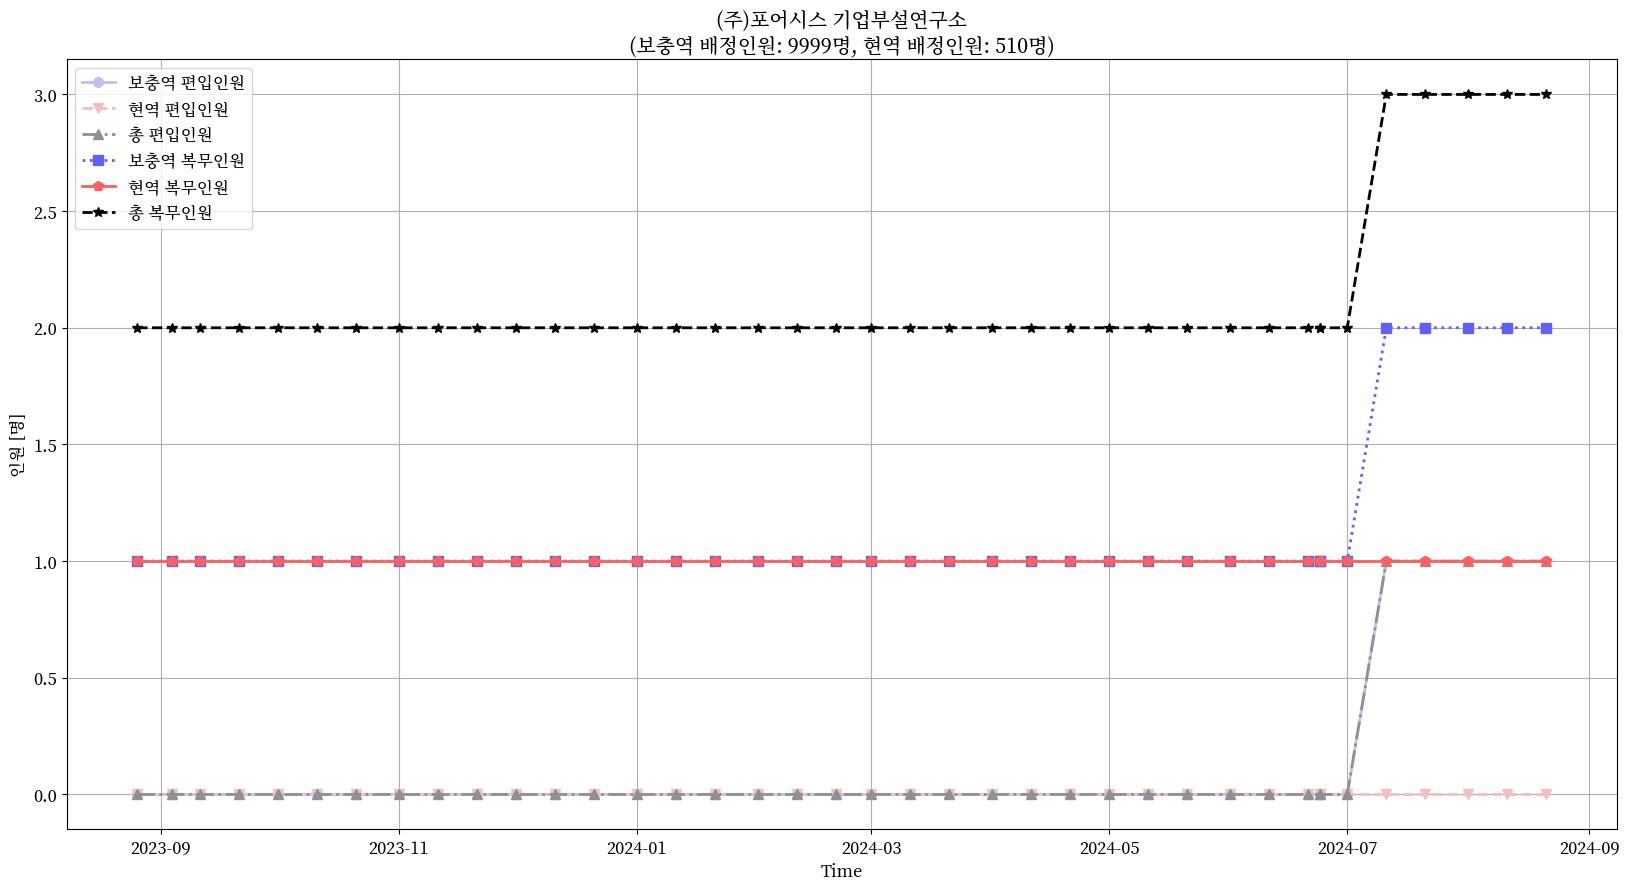 (주)포어시스 기업부설연구소
(보충역 배정인원: 9999명, 현역 배정인원: 510명)
보충역 편입인원
현역 편입인원
총 편입인원
보충역 복무인원
현역 복무인원
총 복무인원
인원 [명]
3.0
2.5
2.0
1.5
1.0
0.5
0.0
2023-09 2023-11 2024-01 2024-03 2024-05 2024-07 2024-09
Time